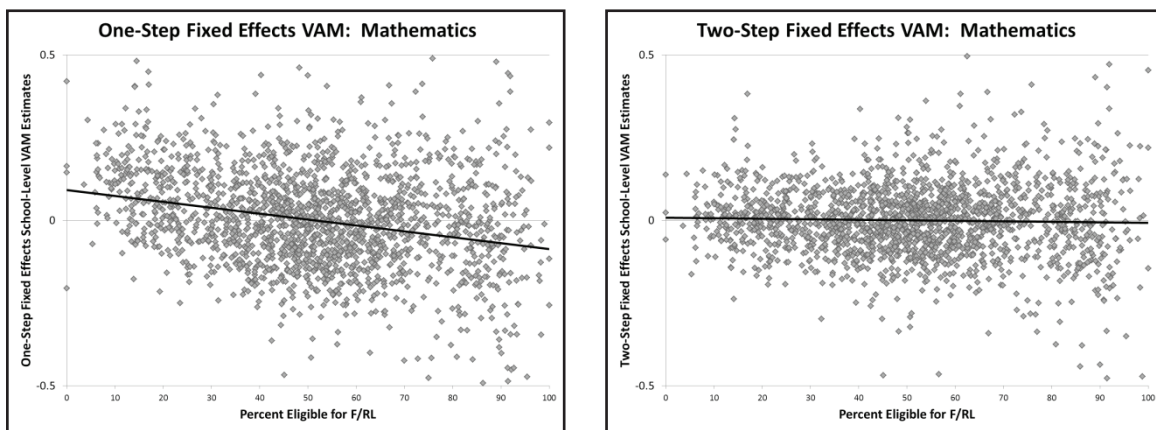 One-Step Fixed Effects VAM: Mathematics
One-Step Fixed Effects School-Level VAM Estimates
0.5
0
-0.5
0 10 20 30 40 50 60 70 80 90 100
Percent Eligible for F/RL
Two-Step Fixed Effects VAM: Mathematics
Two-Step Fixed Effects School-Level VAM Estimates
0.5
0
-0.5
0 10 20 30 40 50 60 70 80 90 100
Percent Eligible for F/RL